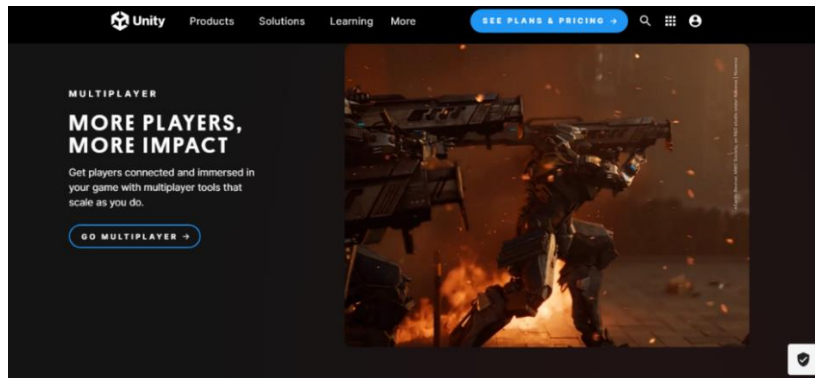 Unity
Products
Solutions
Learning
More
SEE PLANS & PRICING →
MULTIPLAYER
MORE PLAYERS,
MORE IMPACT
Get players connected and immersed in
your game with multiplayer tools that
scale as you do.
GO MULTIPLAYER →